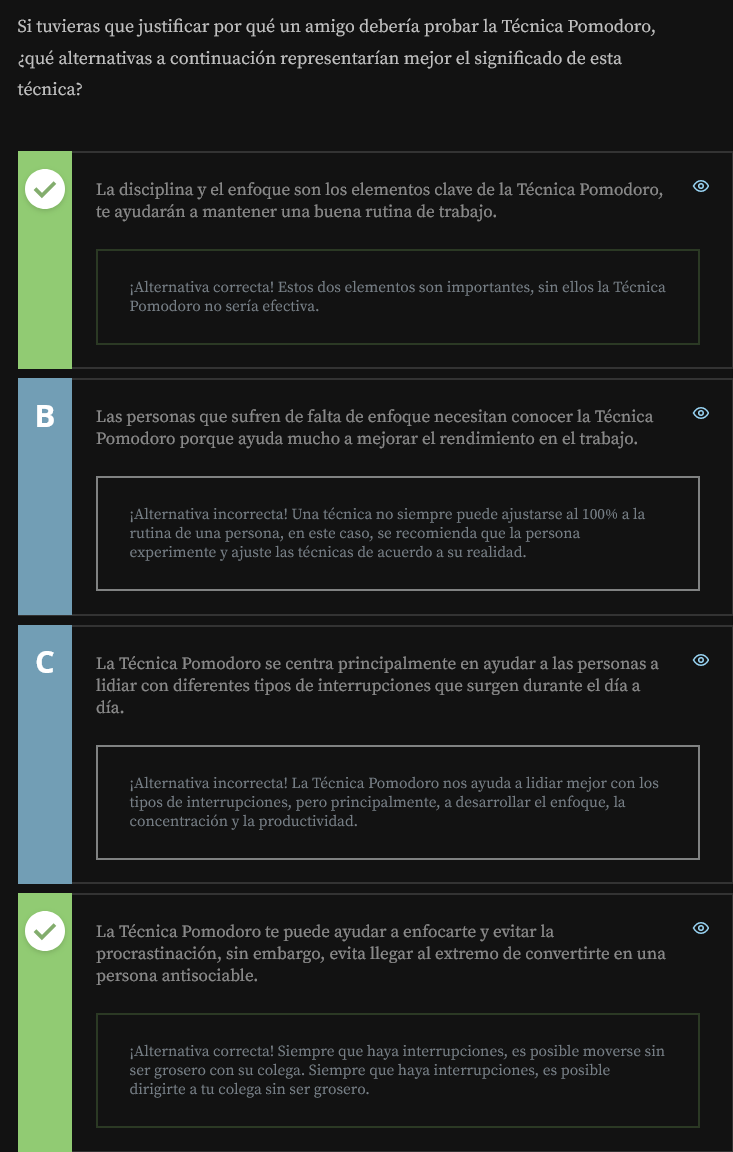 Si tuvieras que justificar por qué un amigo debería probar la Técnica Pomodoro,
¿qué alternativas a continuación representarían mejor el significado de esta
técnica?
La disciplina y el enfoque son los elementos clave de la Técnica Pomodoro,
te ayudarán a mantener una buena rutina de trabajo.
¡Alternativa correcta! Estos dos elementos son importantes, sin ellos la Técnica
Pomodoro no sería efectiva.
B
Las personas que sufren de falta de enfoque necesitan conocer la Técnica
Pomodoro porque ayuda mucho a mejorar el rendimiento en el trabajo.
¡Alternativa incorrecta! Una técnica no siempre puede ajustarse al 100% a la
rutina de una persona, en este caso, se recomienda que la persona
experimente y ajuste las técnicas de acuerdo a su realidad.
C
La Técnica Pomodoro se centra principalmente en ayudar a las personas a
lidiar con diferentes tipos de interrupciones que surgen durante el día a
día.
¡Alternativa incorrecta! La Técnica Pomodoro nos ayuda a lidiar mejor con los
tipos de interrupciones, pero principalmente, a desarrollar el enfoque, la
concentración y la productividad.
La Técnica Pomodoro te puede ayudar a enfocarte y evitar la
procrastinación, sin embargo, evita llegar al extremo de convertirte en una
persona antisociable.
¡Alternativa correcta! Siempre que haya interrupciones, es posible moverse sin
ser grosero con su colega. Siempre que haya interrupciones, es posible
dirigirte a tu colega sin ser grosero.